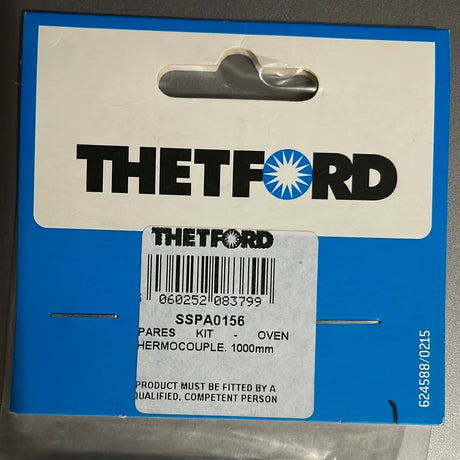 THETFORD
THETFORD
060252 083799
SSPA0156
PARES KIT - OVEN
HERMOCOUPLE. 1000mm
PRODUCT MUST BE FITTED BY A
QUALIFIED, COMPETENT PERSON
624588/0215